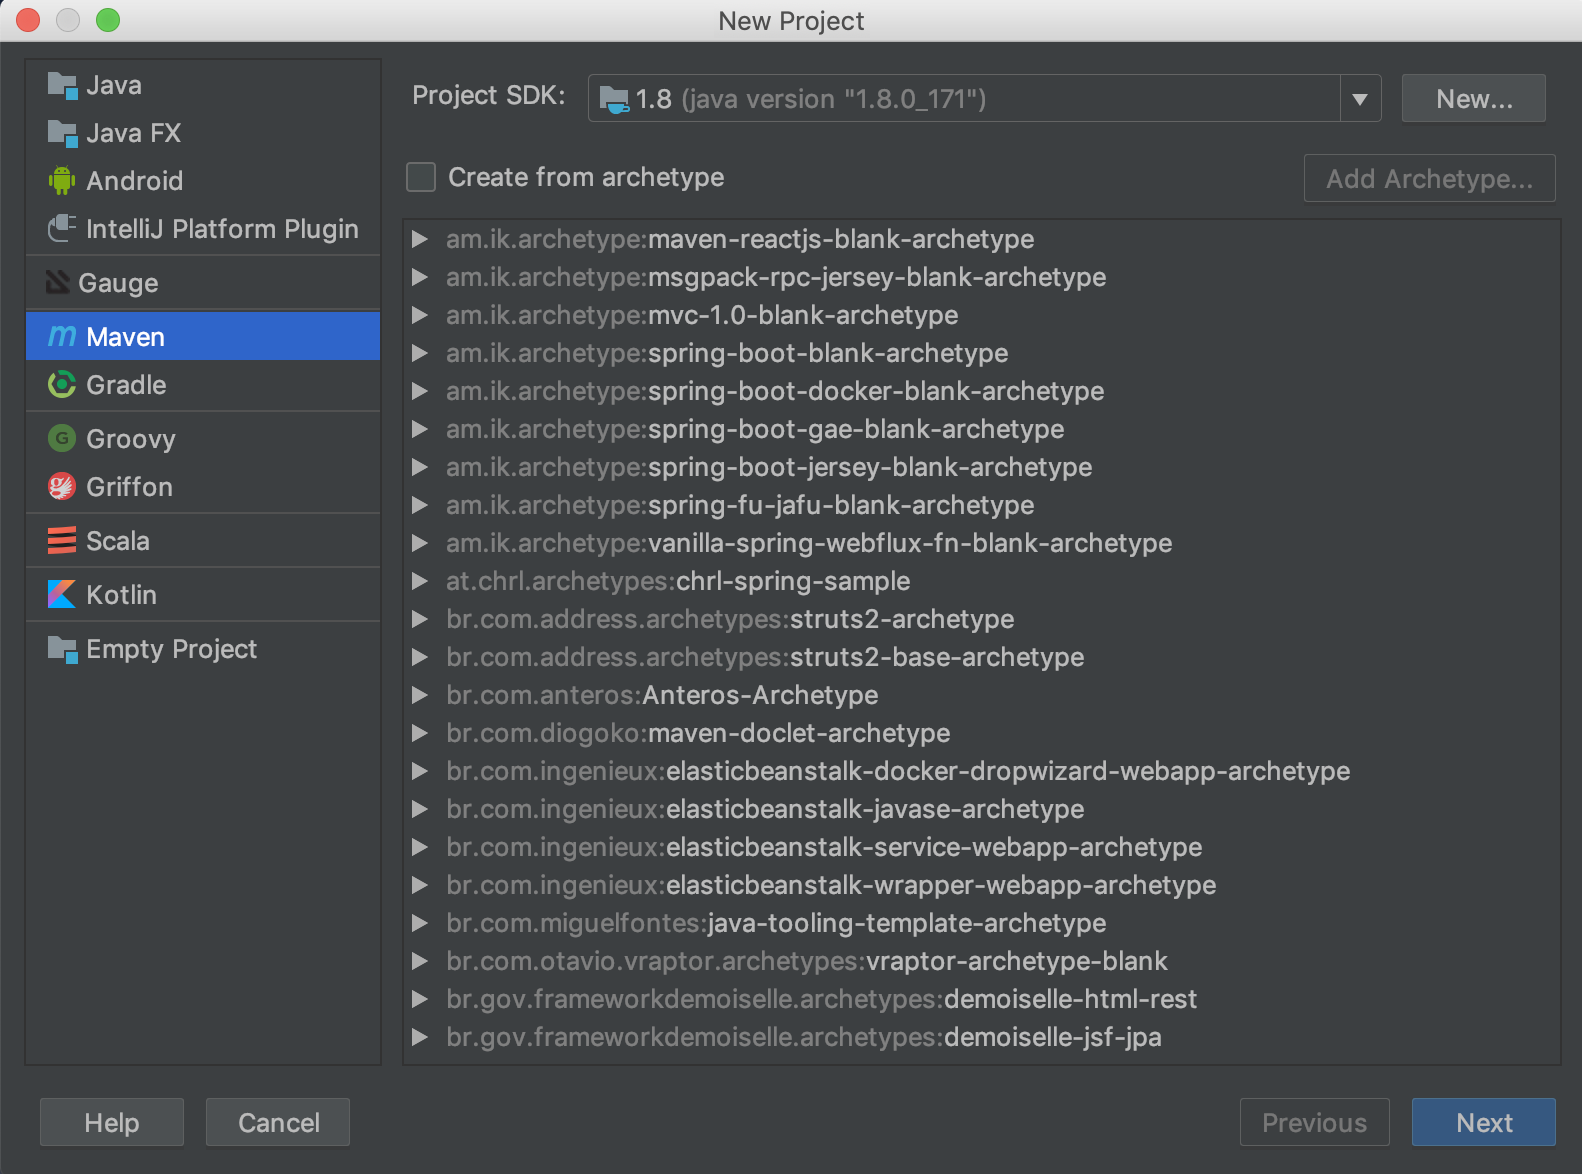 New Project
Java
Java FX
Android
IntelliJ Platform Plugin
Gauge
Maven
Gradle
G Groovy
Griffon
Scala
Kotlin
Empty Project
Project SDK: 1.8 (java version "1.8.0_171") New...
Create from archetype Add Archetype...
am.ik.archetype:maven-reactjs-blank-archetype
am.ik.archetype:msgpack-rpc-jersey-blank-archetype
am.ik.archetype:mvc-1.0-blank-archetype
am.ik.archetype:spring-boot-blank-archetype
am.ik.archetype:spring-boot-docker-blank-archetype
am.ik.archetype:spring-boot-gae-blank-archetype
am.ik.archetype:spring-boot-jersey-blank-archetype
am.ik.archetype:spring-fu-jafu-blank-archetype
am.ik.archetype:vanilla-spring-webflux-fn-blank-archetype
at.chrl.archetypes:chrl-spring-sample
br.com.address.archetypes:struts2-archetype
br.com.address.archetypes:struts2-base-archetype
br.com.anteros:Anteros-Archetype
br.com.diogoko:maven-doclet-archetype
br.com.ingenieux:elasticbeanstalk-docker-dropwizard-webapp-archetype
br.com.ingenieux:elasticbeanstalk-javase-archetype
br.com.ingenieux:elasticbeanstalk-service-webapp-archetype
br.com.ingenieux:elasticbeanstalk-wrapper-webapp-archetype
br.com.miguelfontes:java-tooling-template-archetype
br.com.otavio.vraptor.archetypes:vraptor-archetype-blank
br.gov.frameworkdemoiselle.archetypes:demoiselle-html-rest
br.gov.frameworkdemoiselle.archetypes:demoiselle-jsf-jpa
Help Cancel Previous Next